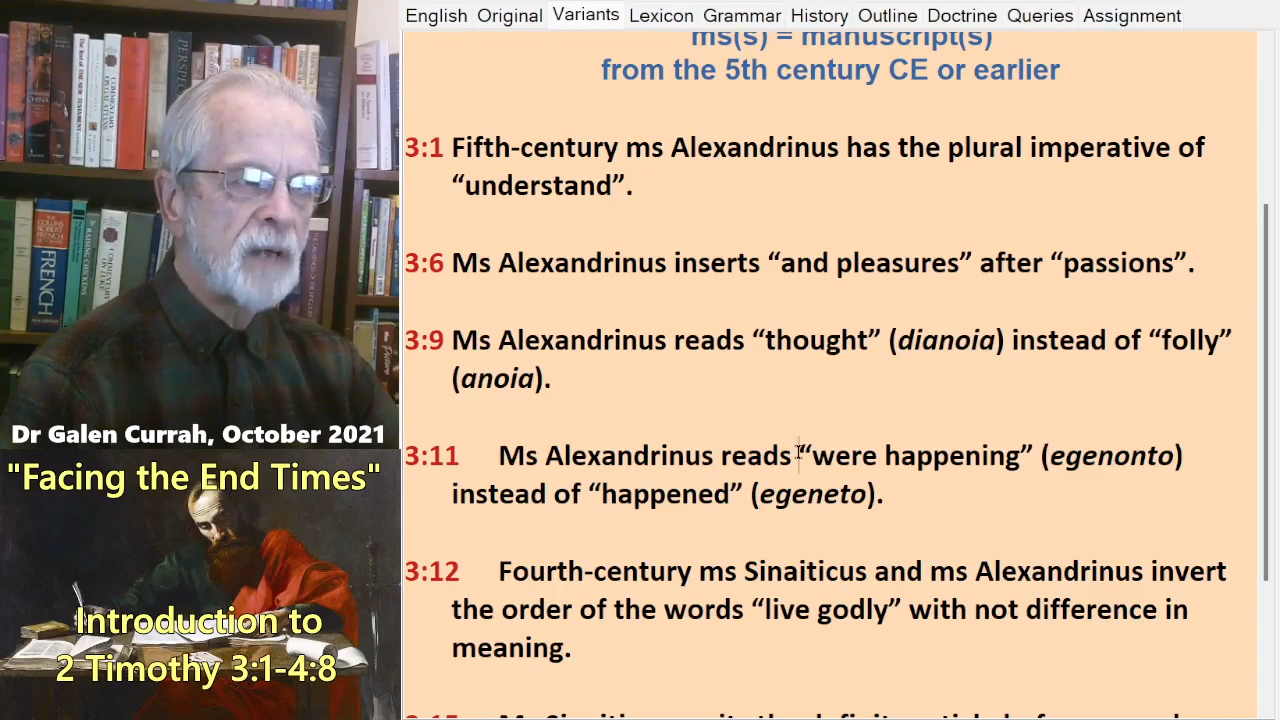 English Original Variants Lexicon Grammar History Outline Doctrine Queries Assignment
ms(s) = manuscript(s)
from the 5th century CE or earlier
3:1 Fifth-century ms Alexandrinus has the plural imperative of
“understand”.
3:6 Ms Alexandrinus inserts “and pleasures” after “passions”.
3:9 Ms Alexandrinus reads “thought” (dianoia) instead of “folly”
(anoia).
3:11 Ms Alexandrinus reads “were happening” (egenonto)
instead of “happened” (egeneto).
3:12 Fourth-century ms Sinaiticus and ms Alexandrinus invert
the order of the words “live godly” with not difference in
meaning.
Dr Galen Currah, October 2021
"Facing the End Times"
Introduction to
2 Timothy 3:1-4:8
FRENCH